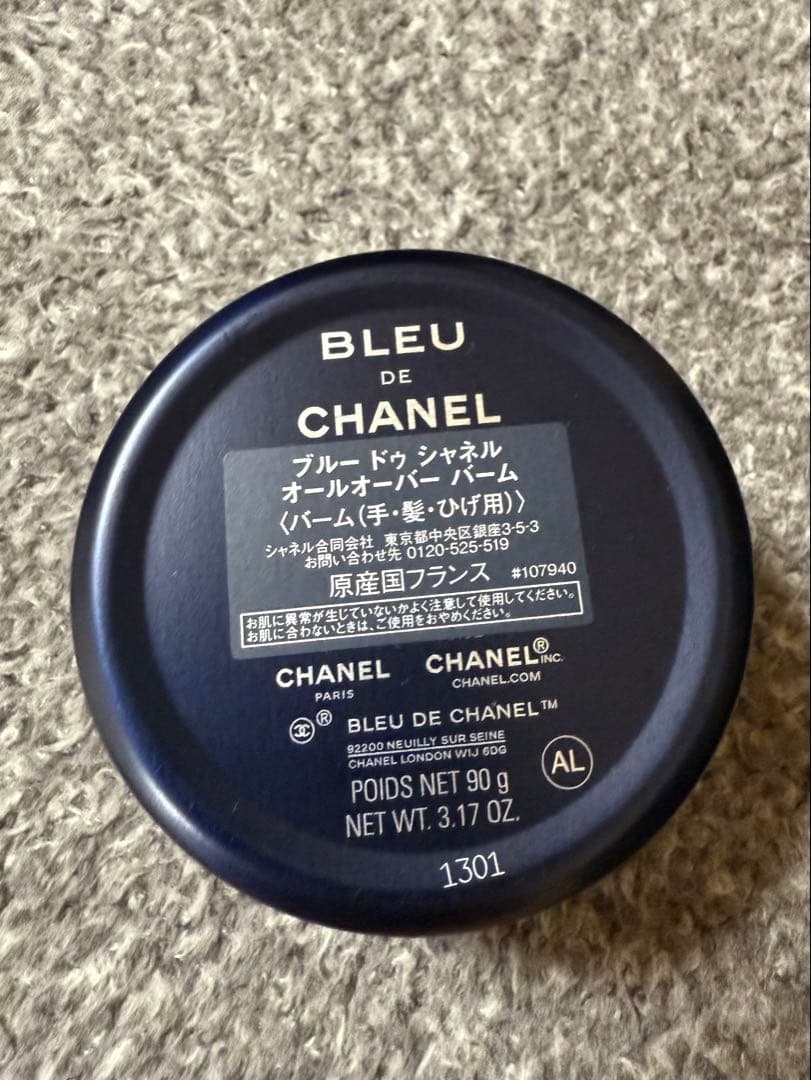 BLEU
DE
CHANEL
ブルー ドゥ シャネル
オールオーバー バーム
〈バーム(手・髪・ひげ用)〉
シャネル合同会社 東京都中央区銀座3-5-3
お問い合わせ先 0120-525-519
原産国フランス #107940
お肌に異常が生じていないかよく注意して使用してください。
お肌に合わないときは、ご使用をおやめください。
CHANEL CHANEL® INC.
PARIS CHANEL.COM
® BLEU DE CHANEL™
92200 NEUILLY SUR SEINE
CHANEL LONDON W1J 6DG
AL
POIDS NET 90 g
NET WT. 3.17 OZ.
1301